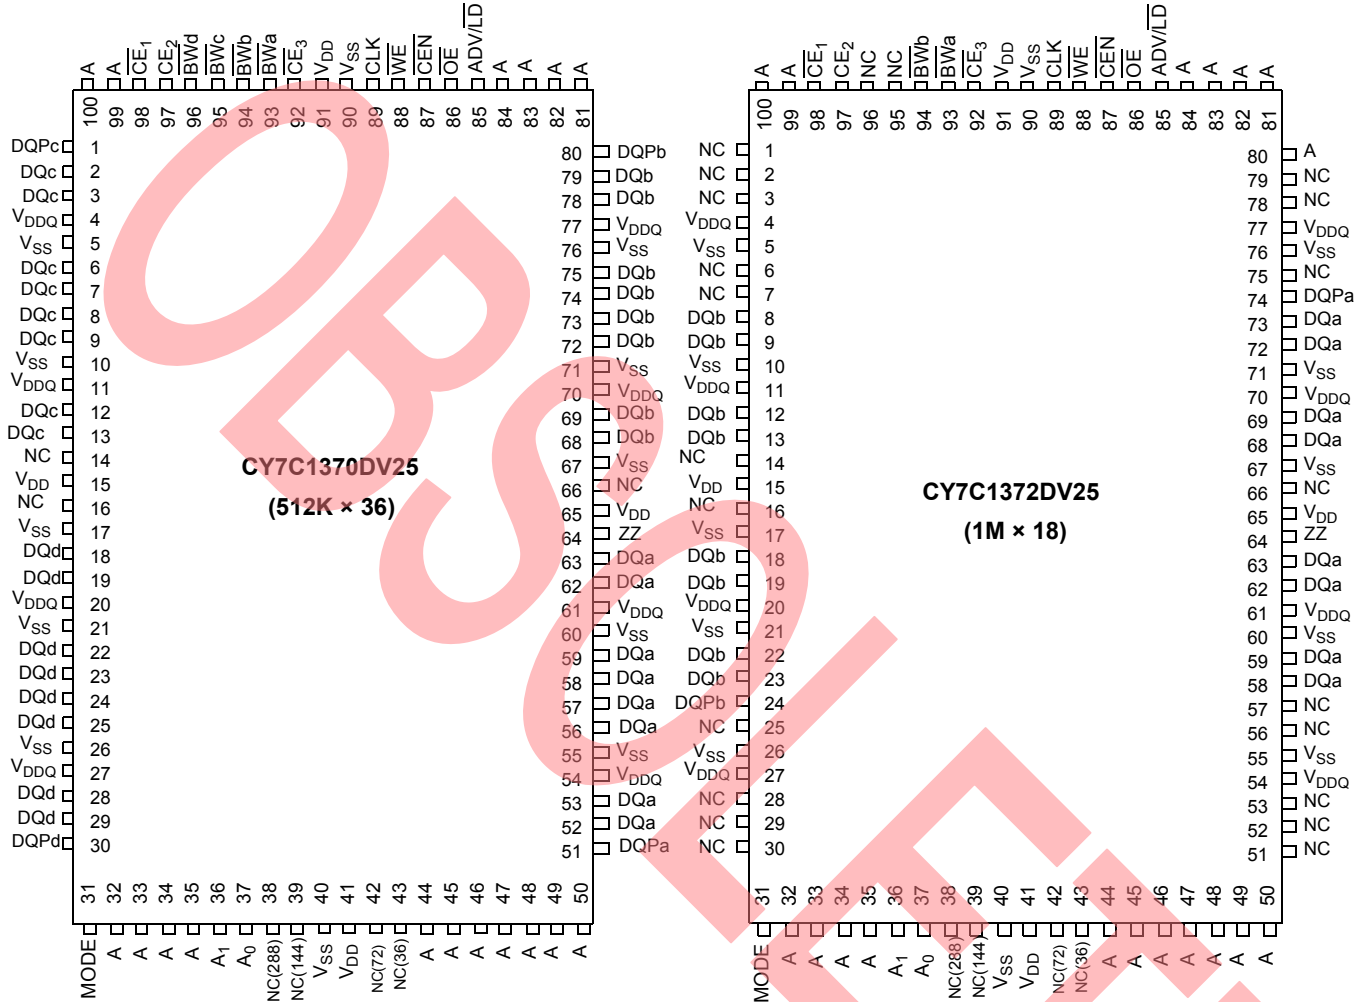 A A CE1 CE2 BWd BWc BWb BWa CE3 VDD VSS CLK WE CEN OE ADV/LD A A A A
100 99 98 97 96 95 94 93 92 91 90 89 88 87 86 85 84 83 82 81
DQPc 1
DQc 2
DQc 3
VDDQ 4
VSS 5
DQc 6
DQc 7
DQc 8
DQc 9
VSS 10
VDDQ 11
DQc 12
DQc 13
NC 14
VDD 15
NC 16
VSS 17
DQd 18
DQd 19
VDDQ 20
VSS 21
DQd 22
DQd 23
DQd 24
DQd 25
VSS 26
VDDQ 27
DQd 28
DQd 29
DQPd 30
CY7C1370DV25
(512K × 36)
80 DQPb
79 DQb
78 DQb
77 VDDQ
76 VSS
75 DQb
74 DQb
73 DQb
72 DQb
71 VSS
70 VDDQ
69 DQb
68 DQb
67 VSS
66 NC
65 VDD
64 ZZ
63 DQa
62 DQa
61 VDDQ
60 VSS
59 DQa
58 DQa
57 DQa
56 DQa
55 VSS
54 VDDQ
53 DQa
52 DQa
51 DQPa
31 32 33 34 35 36 37 38 39 40 41 42 43 44 45 46 47 48 49 50
MODE A A A A A1 A0 NC(288) NC(144) VSS VDD NC(72) NC(36) A A A A A A A
A A CE1 CE2 NC NC BWb BWa CE3 VDD VSS CLK WE CEN OE ADV/LD A A A A
100 99 98 97 96 95 94 93 92 91 90 89 88 87 86 85 84 83 82 81
NC 1
NC 2
NC 3
VDDQ 4
VSS 5
NC 6
NC 7
DQb 8
DQb 9
VSS 10
VDDQ 11
DQb 12
DQb 13
NC 14
VDD 15
NC 16
VSS 17
DQb 18
DQb 19
VDDQ 20
VSS 21
DQb 22
DQb 23
DQPb 24
NC 25
VSS 26
VDDQ 27
NC 28
NC 29
NC 30
CY7C1372DV25
(1M × 18)
80 A
79 NC
78 NC
77 VDDQ
76 VSS
75 NC
74 DQPa
73 DQa
72 DQa
71 VSS
70 VDDQ
69 DQa
68 DQa
67 VSS
66 NC
65 VDD
64 ZZ
63 DQa
62 DQa
61 VDDQ
60 VSS
59 DQa
58 DQa
57 NC
56 NC
55 VSS
54 VDDQ
53 NC
52 NC
51 NC
31 32 33 34 35 36 37 38 39 40 41 42 43 44 45 46 47 48 49 50
MODE A A A A A1 A0 NC(288) NC(144) VSS VDD NC(72) NC(36) A A A A A A A
OBSOLET